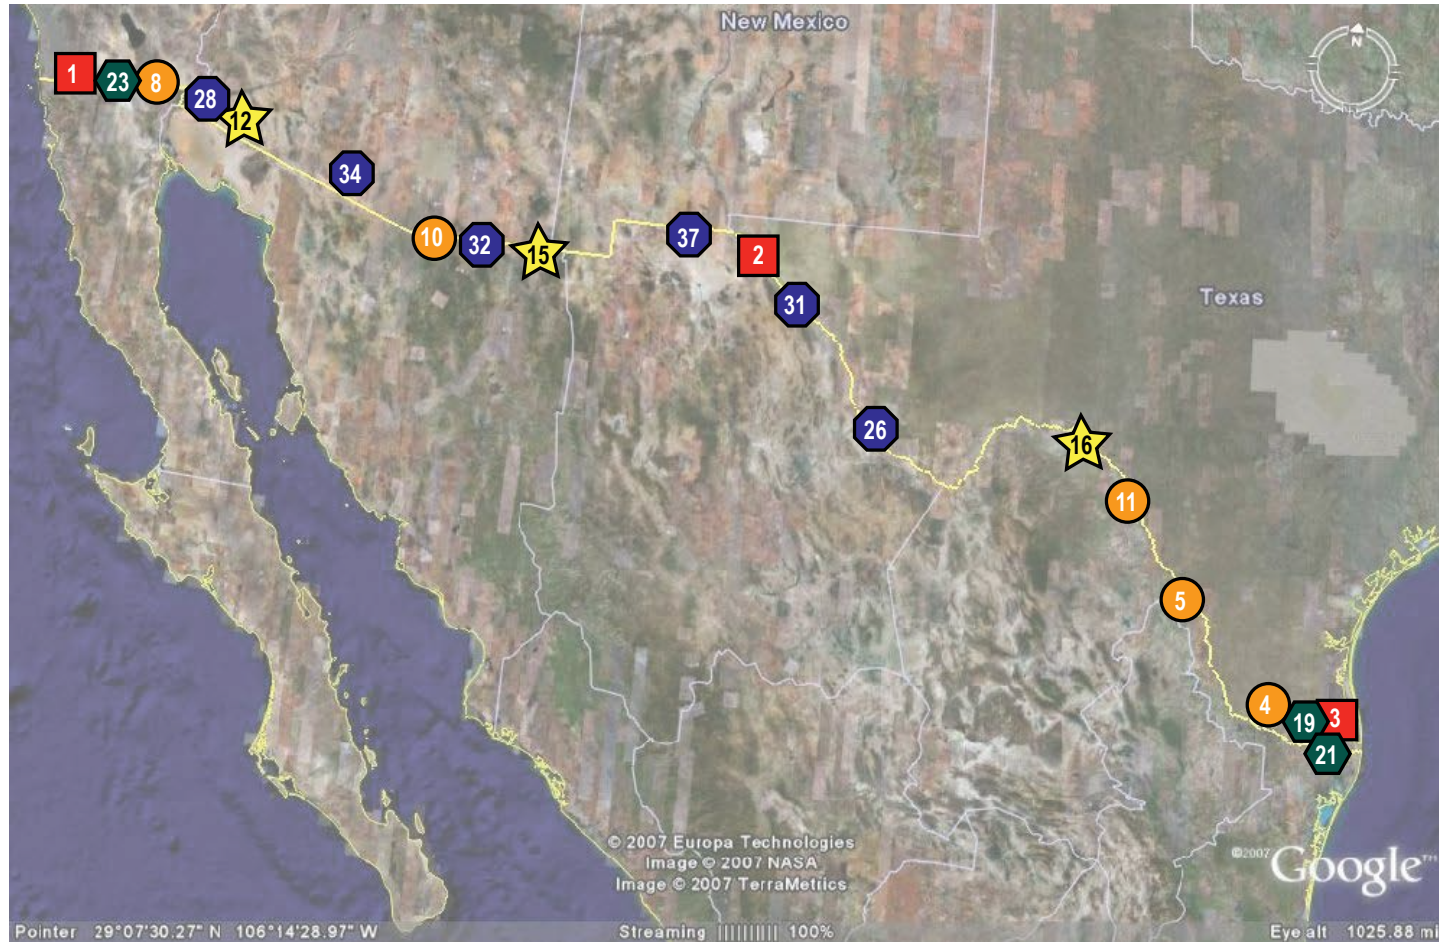 New Mexico
N
1
23
8
28
12
34
10
32
15
37
2
31
Texas
26
16
11
5
4
19
3
21
© 2007 Europa Technologies
Image © 2007 NASA
Image © 2007 TerraMetrics
©2007 Google™
Pointer 29°07'30.27" N 106°14'28.97" W Streaming |||||||||| 100% Eye alt 1025.88 mi